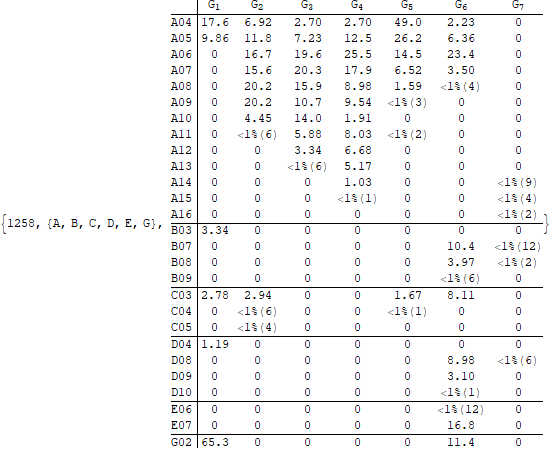 G1 G2 G3 G4 G5 G6 G7
A04 17.6 6.92 2.70 2.70 49.0 2.23 0
A05 9.86 11.8 7.23 12.5 26.2 6.36 0
A06 0 16.7 19.6 25.5 14.5 23.4 0
A07 0 15.6 20.3 17.9 6.52 3.50 0
A08 0 20.2 15.9 8.98 1.59 <1%(4) 0
A09 0 20.2 10.7 9.54 <1%(3) 0 0
A10 0 4.45 14.0 1.91 0 0 0
A11 0 <1%(6) 5.88 8.03 <1%(2) 0 0
A12 0 0 3.34 6.68 0 0 0
A13 0 0 <1%(6) 5.17 0 0 0
A14 0 0 0 1.03 0 0 <1%(9)
A15 0 0 0 <1%(1) 0 0 <1%(4)
A16 0 0 0 0 0 0 <1%(2)
{1258, {A, B, C, D, E, G}, }
B03 3.34 0 0 0 0 0 0
B07 0 0 0 0 0 10.4 <1%(12)
B08 0 0 0 0 0 3.97 <1%(2)
B09 0 0 0 0 0 <1%(6) 0
C03 2.78 2.94 0 0 1.67 8.11 0
C04 0 <1%(6) 0 0 <1%(1) 0 0
C05 0 <1%(4) 0 0 0 0 0
D04 1.19 0 0 0 0 0 0
D08 0 0 0 0 0 8.98 <1%(6)
D09 0 0 0 0 0 3.10 0
D10 0 0 0 0 0 <1%(1) 0
E06 0 0 0 0 0 <1%(12) 0
E07 0 0 0 0 0 16.8 0
G02 65.3 0 0 0 0 11.4 0